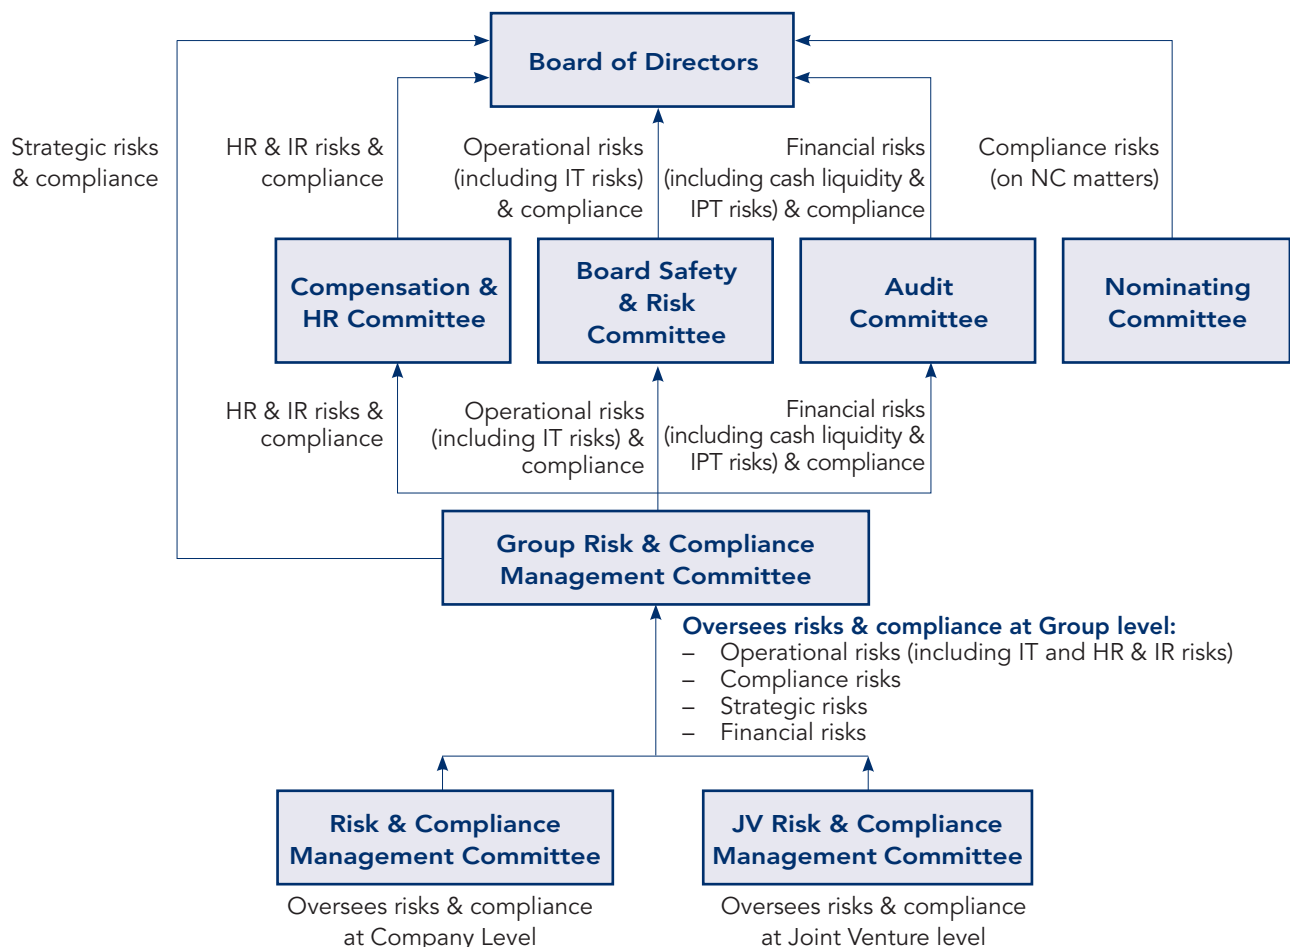 Board of Directors
Strategic risks
& compliance
HR & IR risks &
compliance
Operational risks
(including IT risks)
& compliance
Financial risks
(including cash liquidity &
IPT risks) & compliance
Compliance risks
(on NC matters)
Compensation &
HR Committee
Board Safety
& Risk
Committee
Audit
Committee
Nominating
Committee
HR & IR risks &
compliance
Operational risks
(including IT risks) &
compliance
Financial risks
(including cash liquidity &
IPT risks) & compliance
Group Risk & Compliance
Management Committee
Oversees risks & compliance at Group level:
– Operational risks (including IT and HR & IR risks)
– Compliance risks
– Strategic risks
– Financial risks
Risk & Compliance
Management Committee
Oversees risks & compliance
at Company Level
JV Risk & Compliance
Management Committee
Oversees risks & compliance
at Joint Venture level